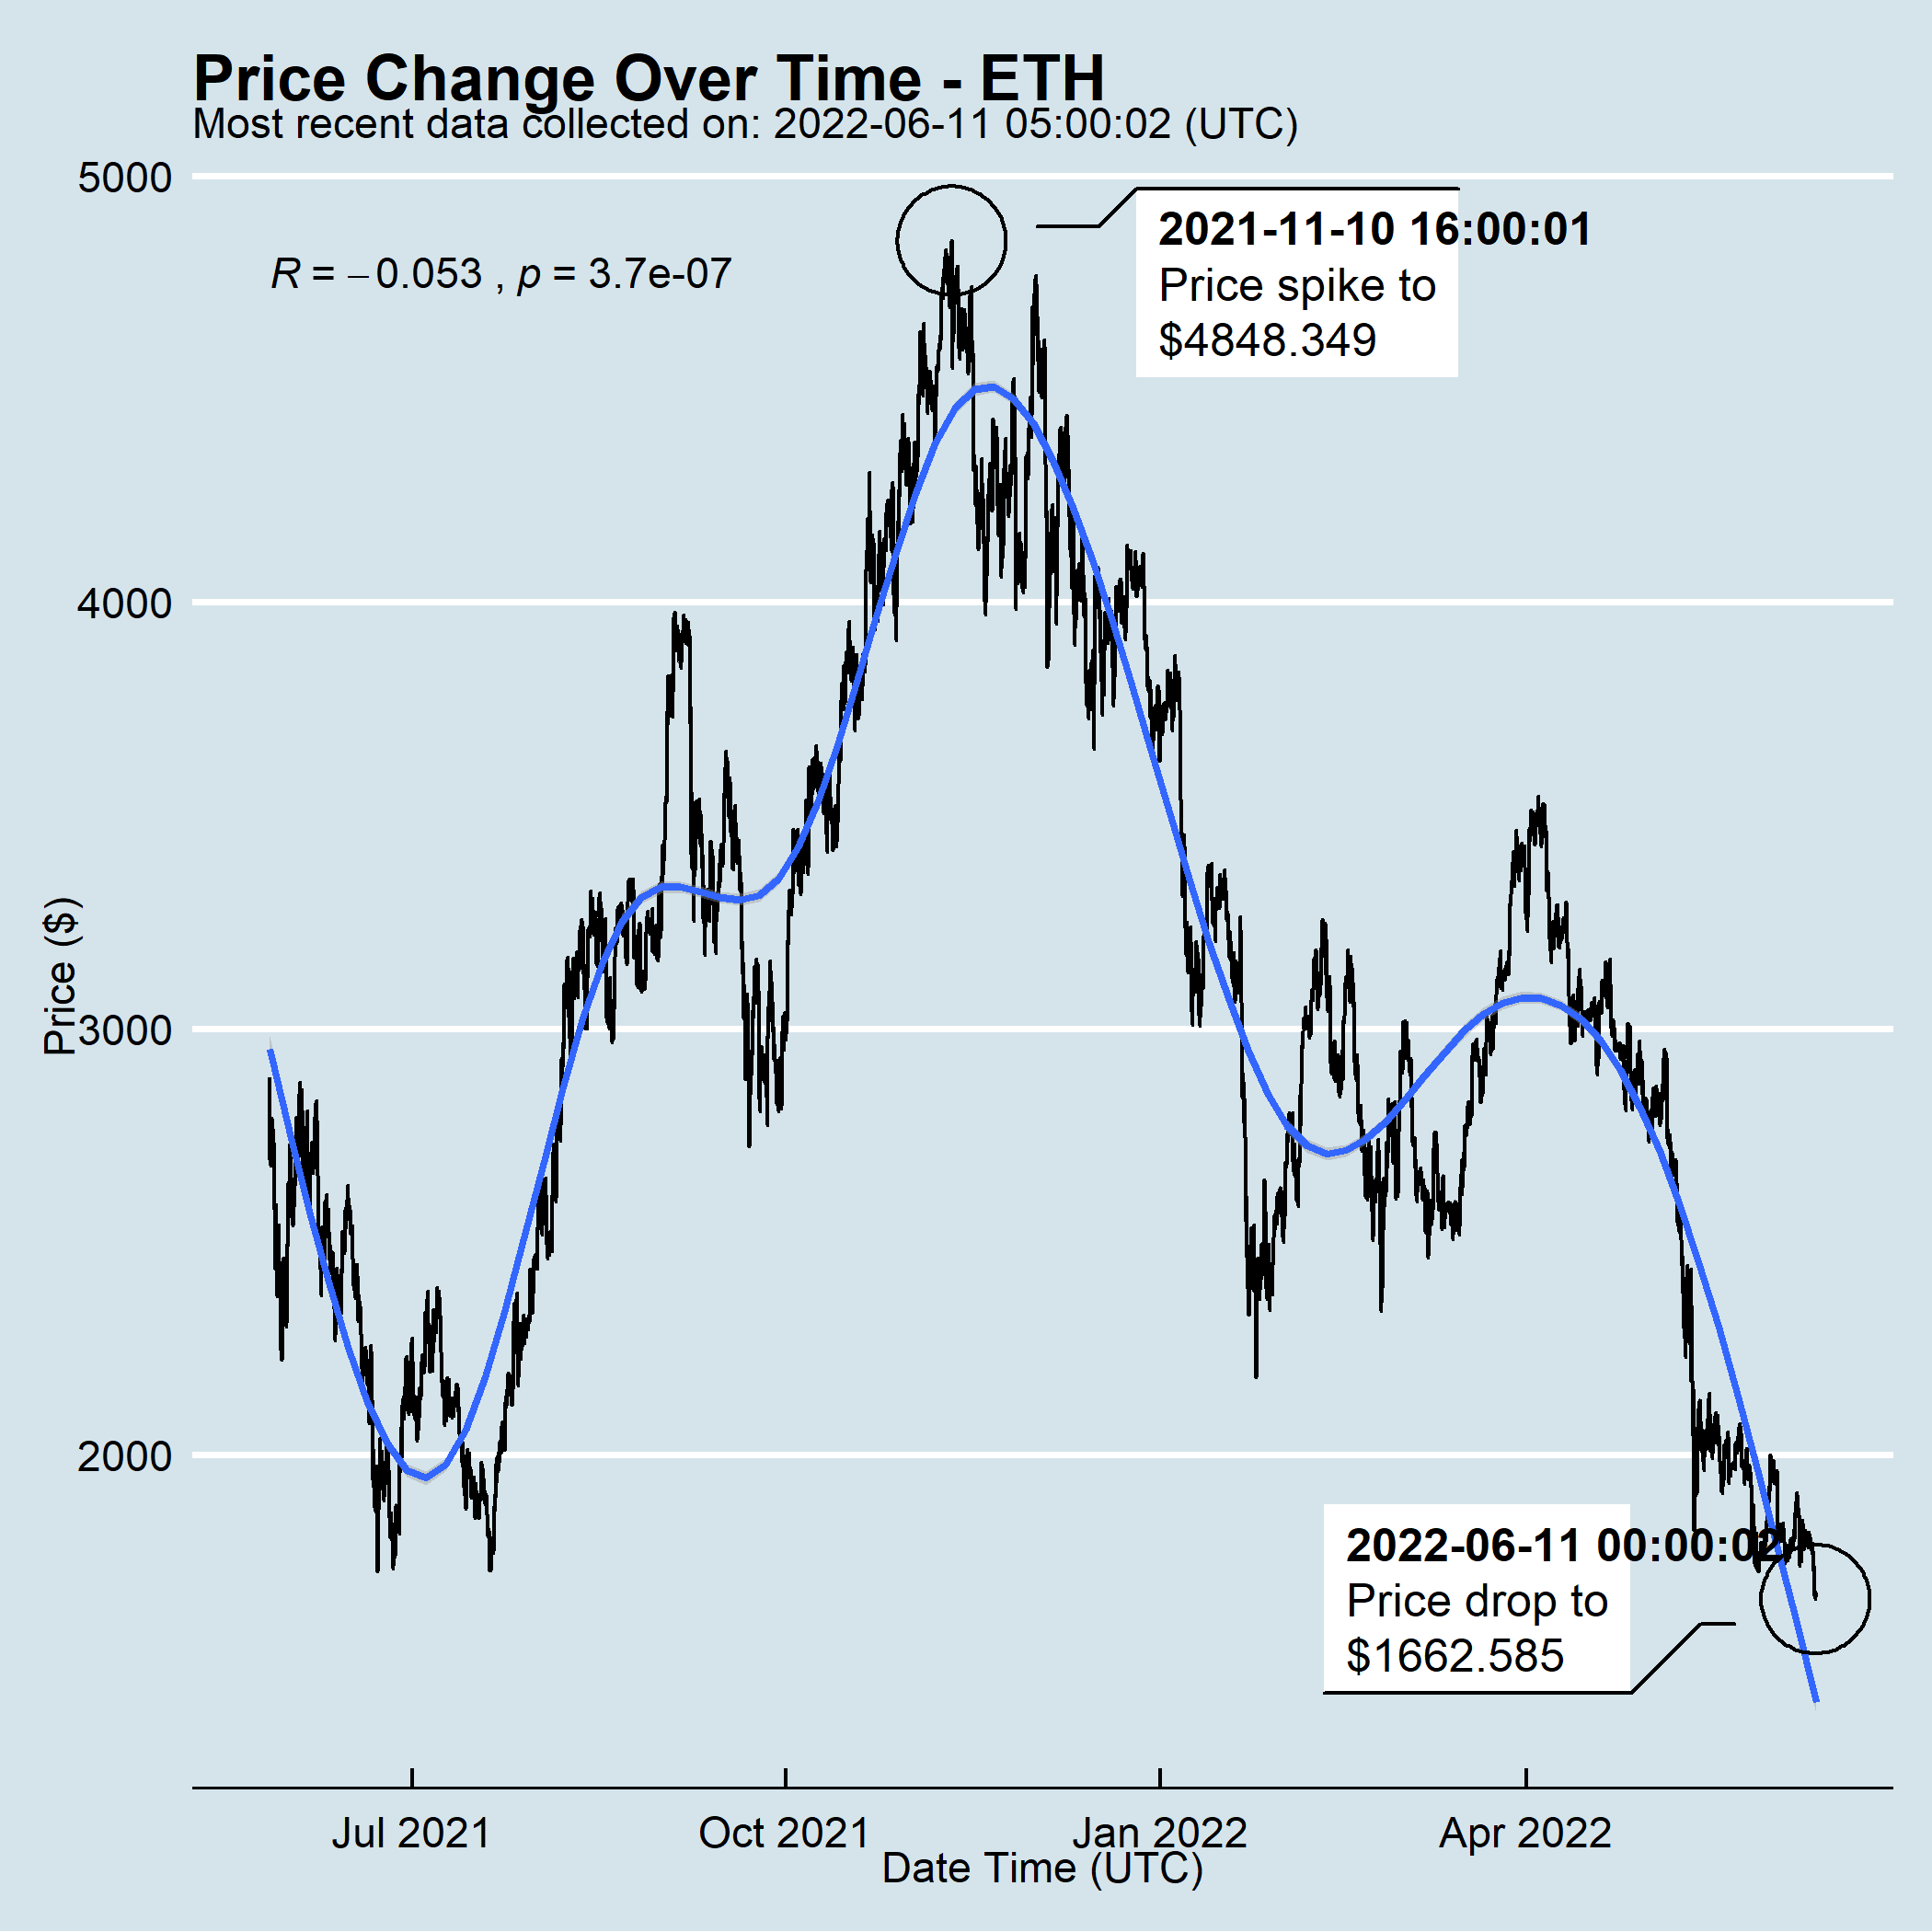 Price Change Over Time - ETH
Most recent data collected on: 2022-06-11 05:00:02 (UTC)
5000
2021-11-10 16:00:01
Price spike to
$4848.349
R = −0.053 , p = 3.7e-07
4000
Price ($)
3000
2000
2022-06-11 00:00:02
Price drop to
$1662.585
Jul 2021
Oct 2021
Jan 2022
Apr 2022
Date Time (UTC)